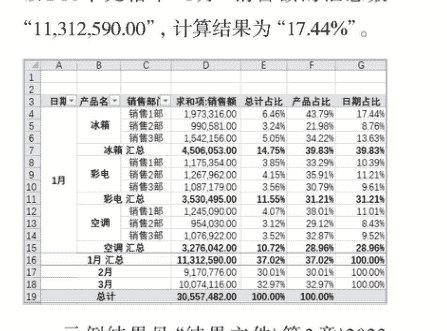 "11,312,590.00"，计算结果为"17.44%"。
A B C D E F G
1
2
3 日期 产品名 销售部门 求和项:销售额 总计占比 产品占比 日期占比
4 销售1部 1,973,316.00 6.46% 43.79% 17.44%
5 冰箱 销售2部 990,581.00 3.24% 21.98% 8.76%
6 销售3部 1,542,156.00 5.05% 34.22% 13.63%
7 冰箱 汇总 4,506,053.00 14.75% 39.83% 39.83%
8 销售1部 1,175,354.00 3.85% 33.29% 10.39%
9 彩电 销售2部 1,267,962.00 4.15% 35.91% 11.21%
10 1月 销售3部 1,087,179.00 3.56% 30.79% 9.61%
11 彩电 汇总 3,530,495.00 11.55% 31.21% 31.21%
12 销售1部 1,245,090.00 4.07% 38.01% 11.01%
13 空调 销售2部 954,030.00 3.12% 29.12% 8.43%
14 销售3部 1,076,922.00 3.52% 32.87% 9.52%
15 空调 汇总 3,276,042.00 10.72% 28.96% 28.96%
16 1月 汇总 11,312,590.00 37.02% 37.02% 100.00%
17 2月 9,170,776.00 30.01% 30.01% 100.00%
18 3月 10,074,116.00 32.97% 32.97% 100.00%
19 总计 30,557,482.00 100.00% 100.00%